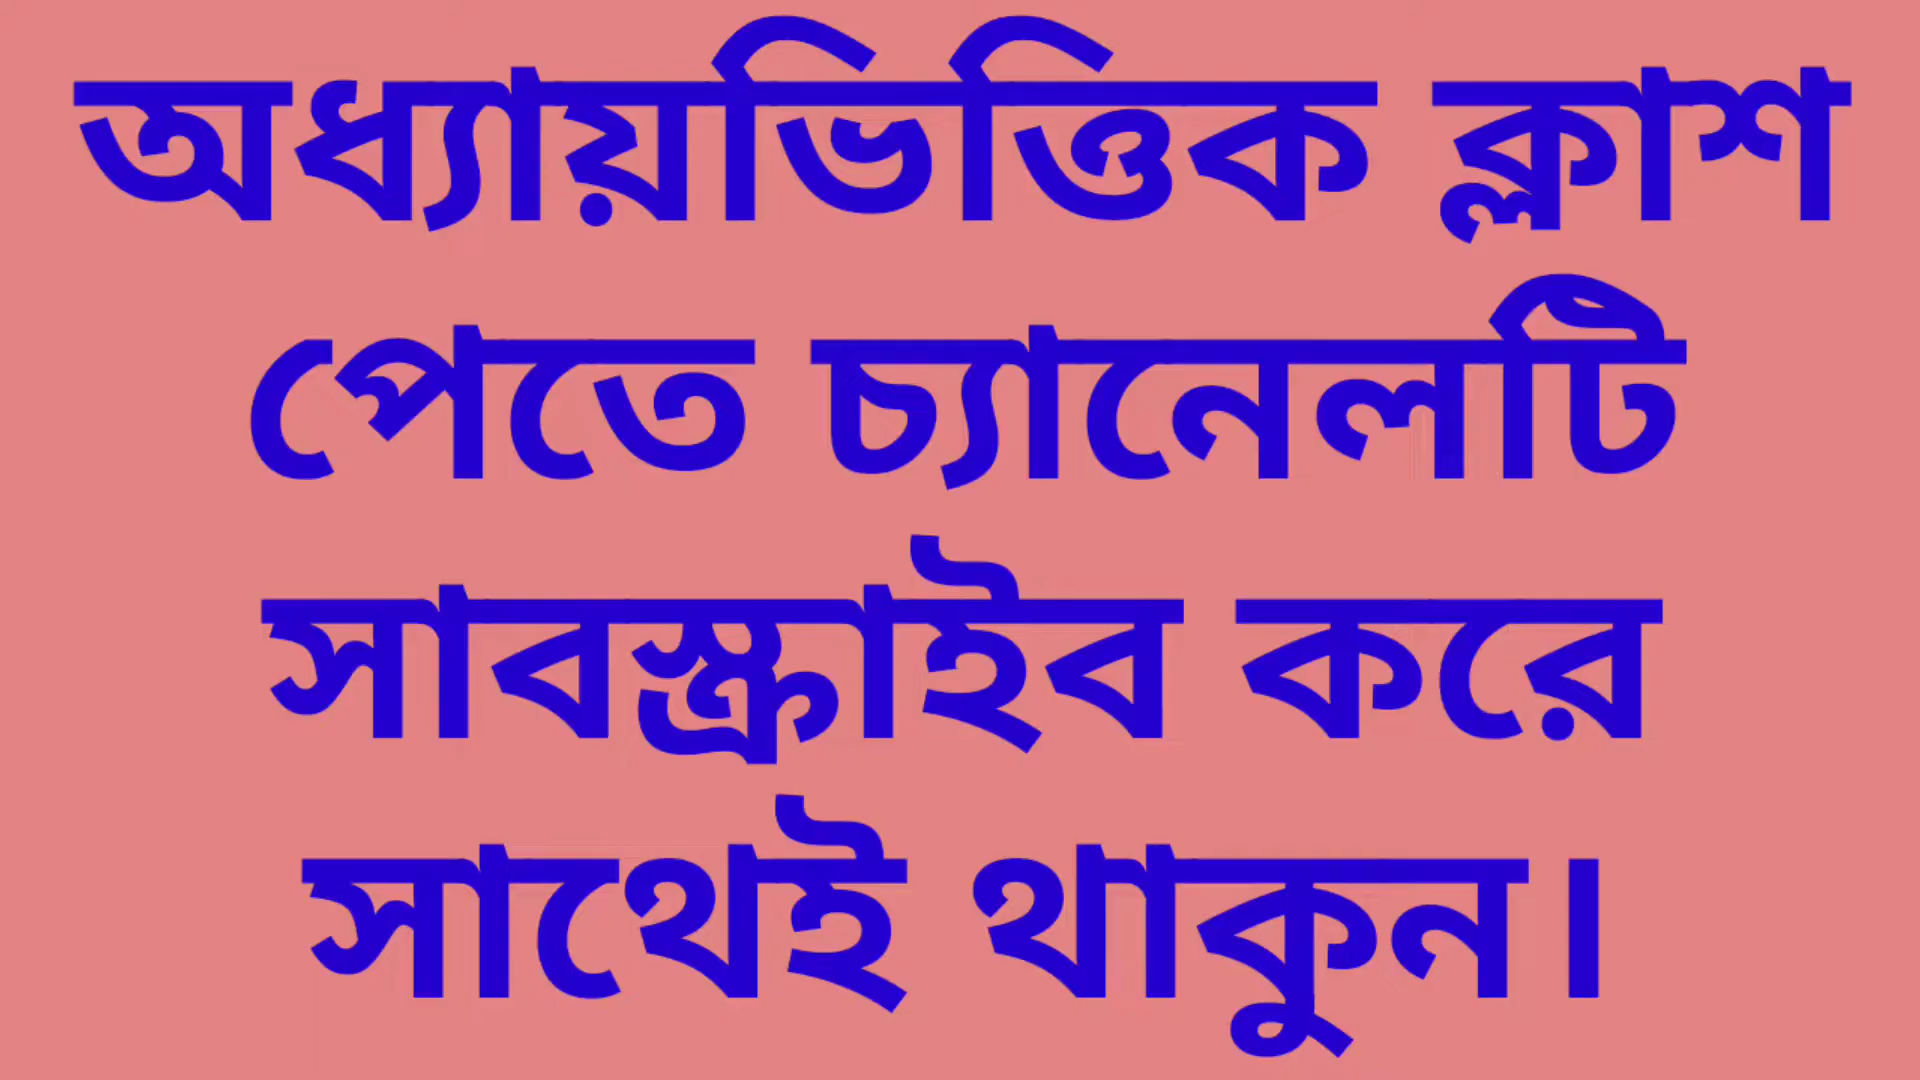 অধ্যায়ভিত্তিক ক্লাশ
পেতে চ্যানেলটি
সাবস্ক্রাইব করে
সাথেই থাকুন।